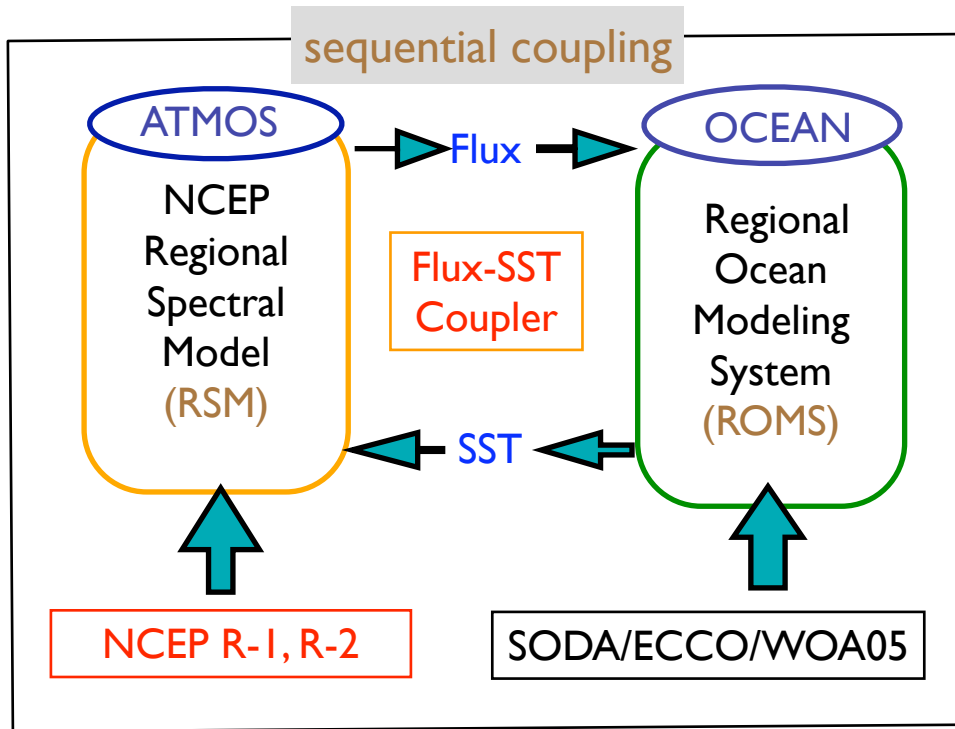 sequential coupling
ATMOS
NCEP
Regional
Spectral
Model
(RSM)
Flux
Flux-SST
Coupler
SST
OCEAN
Regional
Ocean
Modeling
System
(ROMS)
NCEP R-1, R-2
SODA/ECCO/WOA05